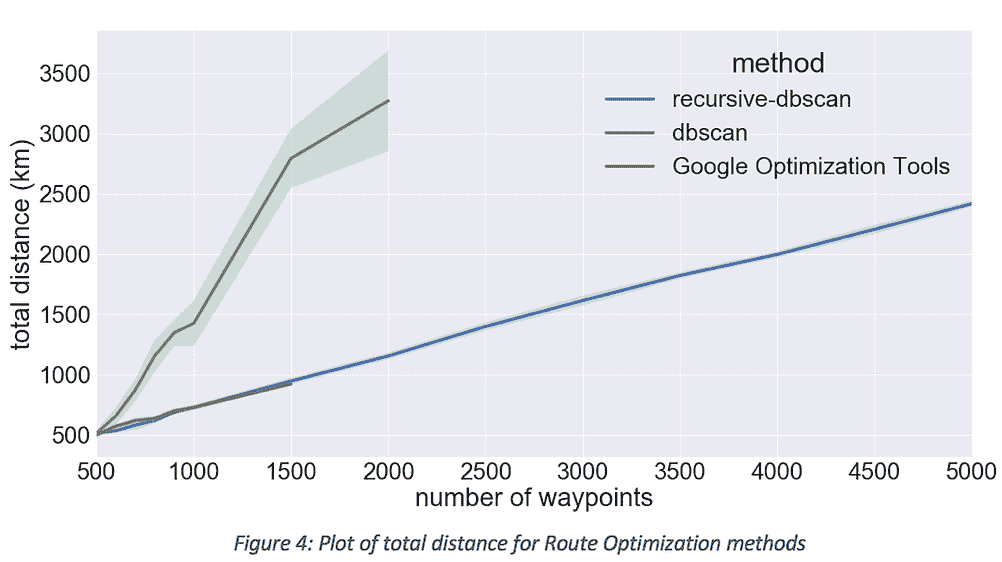 method
recursive-dbscan
dbscan
Google Optimization Tools
total distance (km)
3500
3000
2500
2000
1500
1000
500
500 1000 1500 2000 2500 3000 3500 4000 4500 5000
number of waypoints
Figure 4: Plot of total distance for Route Optimization methods